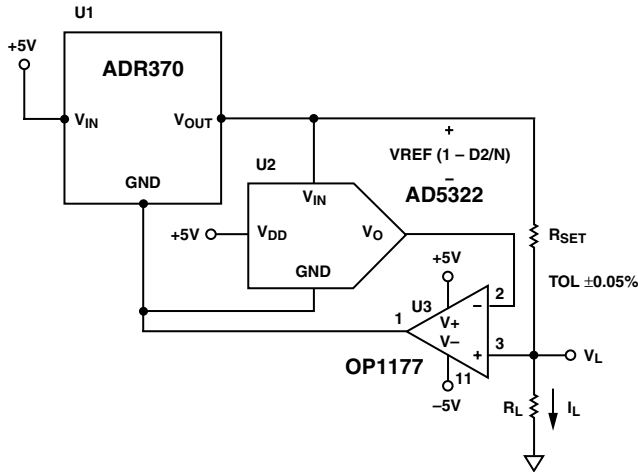 U1
+5V
ADR370
VIN
VOUT
GND
U2
+
VREF (1 – D2/N)
–
AD5322
VIN
+5V
VDD
VO
GND
RSET
TOL ±0.05%
+5V
U3
2
–
V+
1
V–
3
+
VL
OP1177
11
–5V
RL
IL